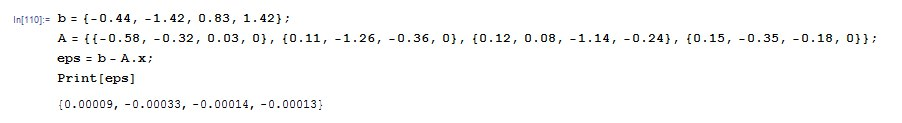 In[110]:= b = {-0.44, -1.42, 0.83, 1.42};
A = {{-0.58, -0.32, 0.03, 0}, {0.11, -1.26, -0.36, 0}, {0.12, 0.08, -1.14, -0.24}, {0.15, -0.35, -0.18, 0}};
eps = b - A.x;
Print[eps]
{0.00009, -0.00033, -0.00014, -0.00013}